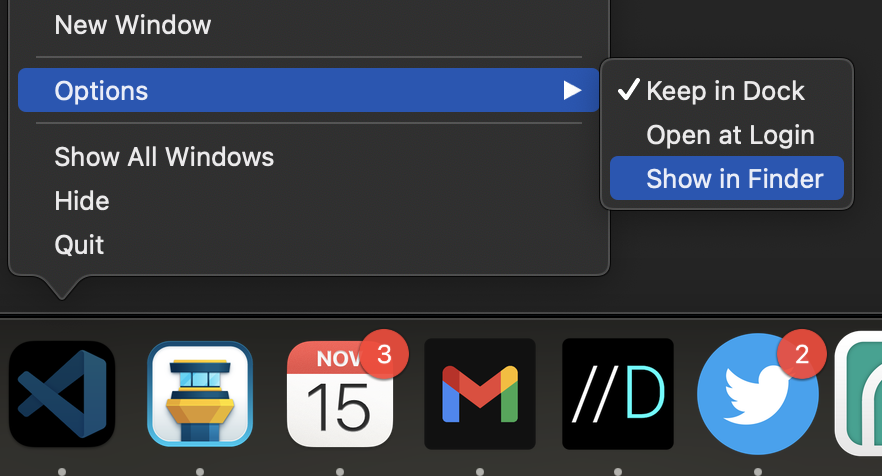 New Window
Options
Keep in Dock
Open at Login
Show in Finder
Show All Windows
Hide
Quit
NOV
3
15
//D
2